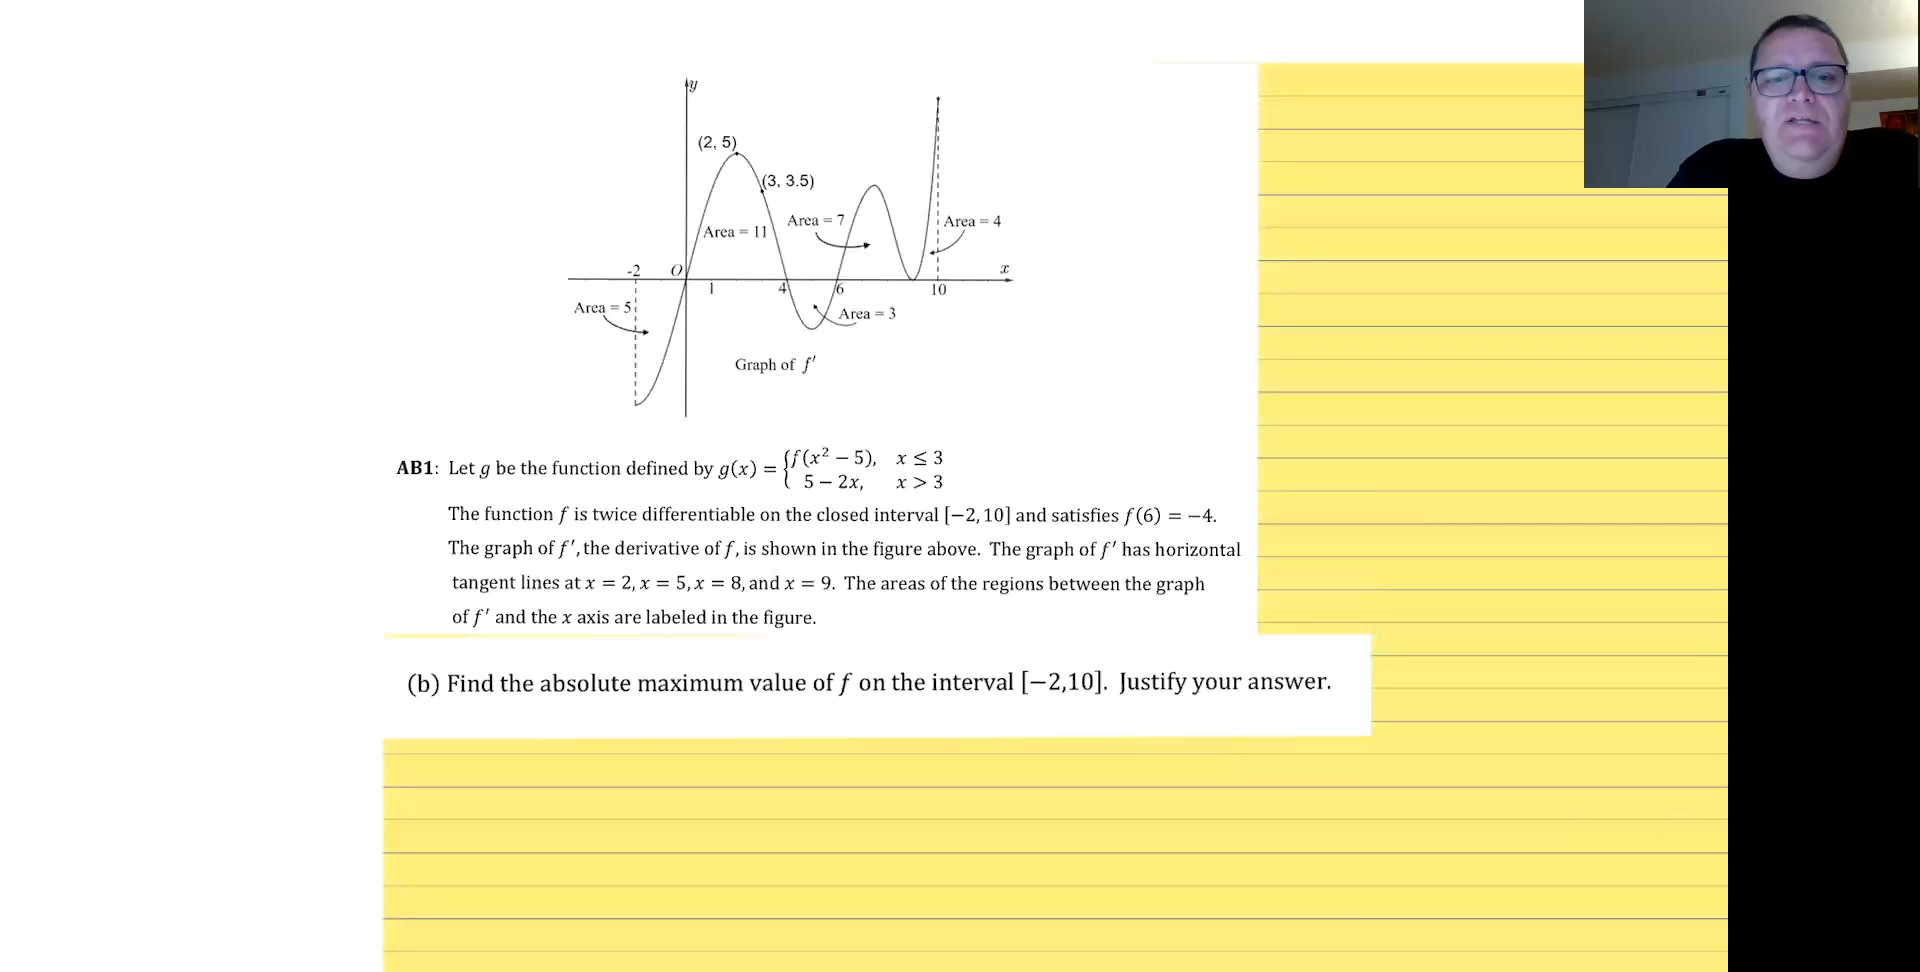 y
(2, 5)
(3, 3.5)
Area = 7
Area = 4
Area = 11
-2
O
x
1
4
6
10
Area = 5
Area = 3
Graph of f′
AB1: Let g be the function defined by g(x) = { f(x² − 5), x ≤ 3
5 − 2x, x > 3
The function f is twice differentiable on the closed interval [−2, 10] and satisfies f(6) = −4.
The graph of f′, the derivative of f, is shown in the figure above. The graph of f′ has horizontal
tangent lines at x = 2, x = 5, x = 8, and x = 9. The areas of the regions between the graph
of f′ and the x axis are labeled in the figure.
(b) Find the absolute maximum value of f on the interval [−2,10]. Justify your answer.